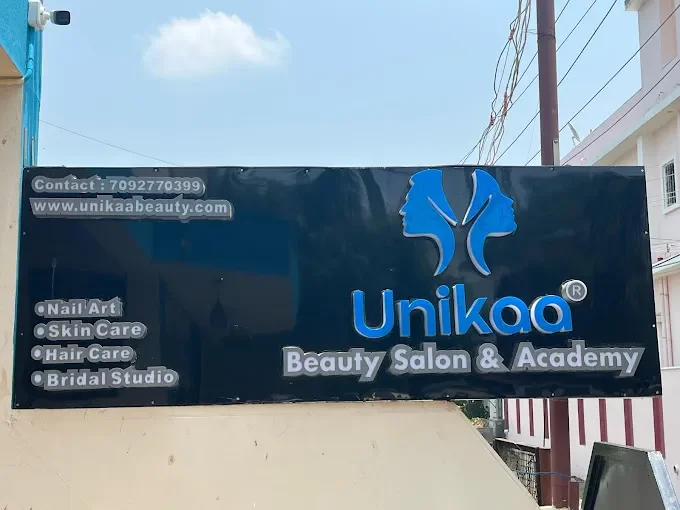 Contact : 7092770399
www.unikaabeauty.com
•Nail Art
•Skin Care
•Hair Care
•Bridal Studio
Unikaa®
Beauty Salon & Academy